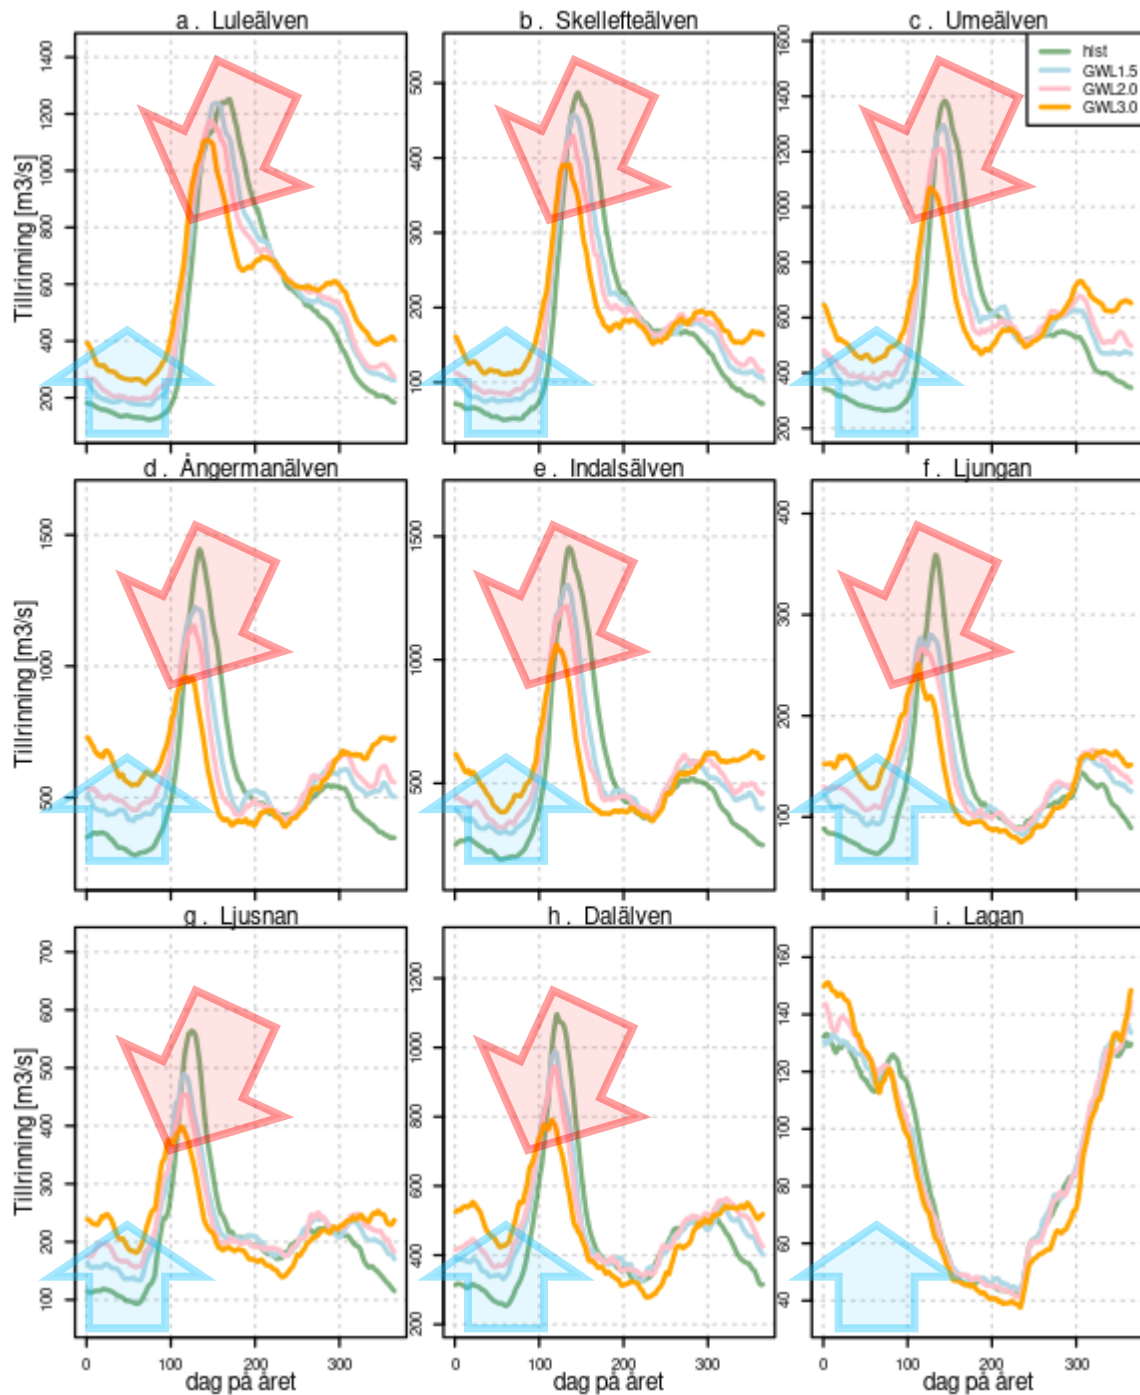 a . Luleälven
b . Skellefteälven
c . Umeälven
hist
GWL1.5
GWL2.0
GWL3.0
Tillrinning [m3/s]
200
400
600
800
1000
1200
1400
100
200
300
400
500
200
400
600
800
1000
1200
1400
1600
d . Ångermanälven
e . Indalsälven
f . Ljungan
Tillrinning [m3/s]
500
1000
1500
500
1000
1500
100
200
300
400
g . Ljusnan
h . Dalälven
i . Lagan
Tillrinning [m3/s]
100
200
300
400
500
600
700
200
400
600
800
1000
1200
40
60
80
100
120
140
160
0 100 200 300
0 100 200 300
0 100 200 300
dag på året
dag på året
dag på året